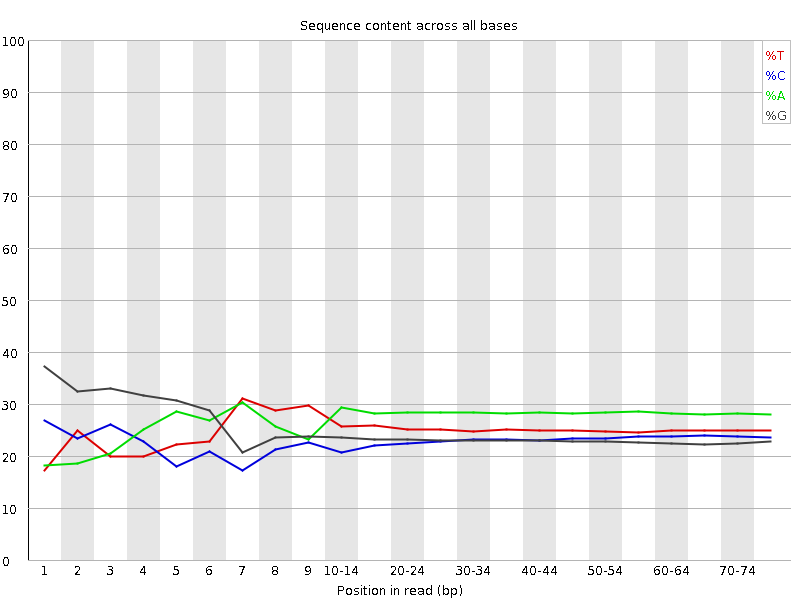 Sequence content across all bases
100
90
80
70
60
50
40
30
20
10
0
%T
%C
%A
%G
1 2 3 4 5 6 7 8 9 10-14 20-24 30-34 40-44 50-54 60-64 70-74
Position in read (bp)